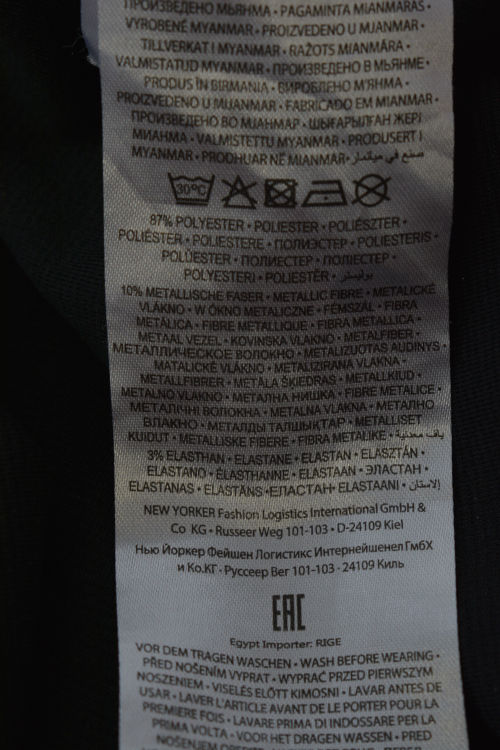 ПРОИЗВЕДЕНО МЬЯНМА • PAGAMINTA MIANMARAS •
VYROBENÉ MYANMAR • PROIZVEDENO U MJANMAR •
TILLVERKAT I MYANMAR • RAŽOTS MIANMĀRA •
VALMISTATUD MYANMAR • ПРОИЗВЕДЕНО В МЬЯНМЕ •
PRODUS ÎN BIRMANIA • ВИРОБЛЕНО М'ЯНМА •
PROIZVEDENO U MIJANMAR • FABRICADO EM MIANMAR •
ПРОИЗВЕДЕНО ВО МЈАНМАР • ШЫҒАРЫЛҒАН ЖЕРІ
МИАНМА • VALMISTETTU MYANMAR • PRODUSERT I
MYANMAR • PRODHUAR NË MIANMAR • صنع في ميانمار
30°C
87% POLYESTER • POLIESTER • POLIÉSZTER •
POLIÉSTER • POLIESTERE • ПОЛИЭСТЕР • POLIESTERIS •
POLÜESTER • ПОЛИЕСТЕР • ПОЛІЕСТЕР •
POLYESTERI • POLIESTËR • بوليستر
10% METALLISCHE FASER • METALLIC FIBRE • METALICKÉ
VLÁKNO • WŁÓKNO METALICZNE • FÉMSZÁL • FIBRA
METÁLICA • FIBRE METALLIQUE • FIBRA METALLICA •
METAAL VEZEL • KOVINSKA VLAKNO • METALFIBER •
МЕТАЛЛИЧЕСКОЕ ВОЛОКНО • METALIZUOTAS AUDINYS •
MATALICKÉ VLÁKNO • METALIZIRANA VLAKNA •
METALLFIBRER • METĀLA ŠĶIEDRAS • METALLKIUD •
METALNO VLAKNO • МЕТАЛНА НИШКА • FIBRE METALICE •
МЕТАЛІЧНІ ВОЛОКНА • METALNA VLAKNA • МЕТАЛНО
ВЛАКНО • МЕТАЛДЫ ТАЛШЫҚТАР • METALLISET
KUIDUT • METALLISKE FIBERE • FIBRA METALIKE • ياف معدنية
3% ELASTHAN • ELASTANE • ELASTAN • ELASZTÁN •
ELASTANO • ELASTHANNE • ELASTAAN • ЭЛАСТАН •
ELASTANAS • ELASTĀNS • ЕЛАСТАН • ELASTAANI • إلاستان
NEW YORKER Fashion Logistics International GmbH &
Co KG • Russeer Weg 101-103 • D-24109 Kiel
Нью Йоркер Фейшен Логистикс Интернейшенел ГмбХ
и Ко.КГ • Руссеер Вег 101-103 • 24109 Киль
EAC
Egypt Importer: RIGE
VOR DEM TRAGEN WASCHEN • WASH BEFORE WEARING •
PŘED NOŠENÍM VYPRAT • WYPRAĆ PRZED PIERWSZYM
NOSZENIEM • VISELÉS ELŐTT KIMOSNI • LAVAR ANTES DE
USAR • LAVER L'ARTICLE AVANT DE LE PORTER POUR LA
PREMIERE FOIS • LAVARE PRIMA DI INDOSSARE PER LA
PRIMA VOLTA • VOOR HET DRAGEN WASSEN • PRED
NOŠENJEM OPERITE